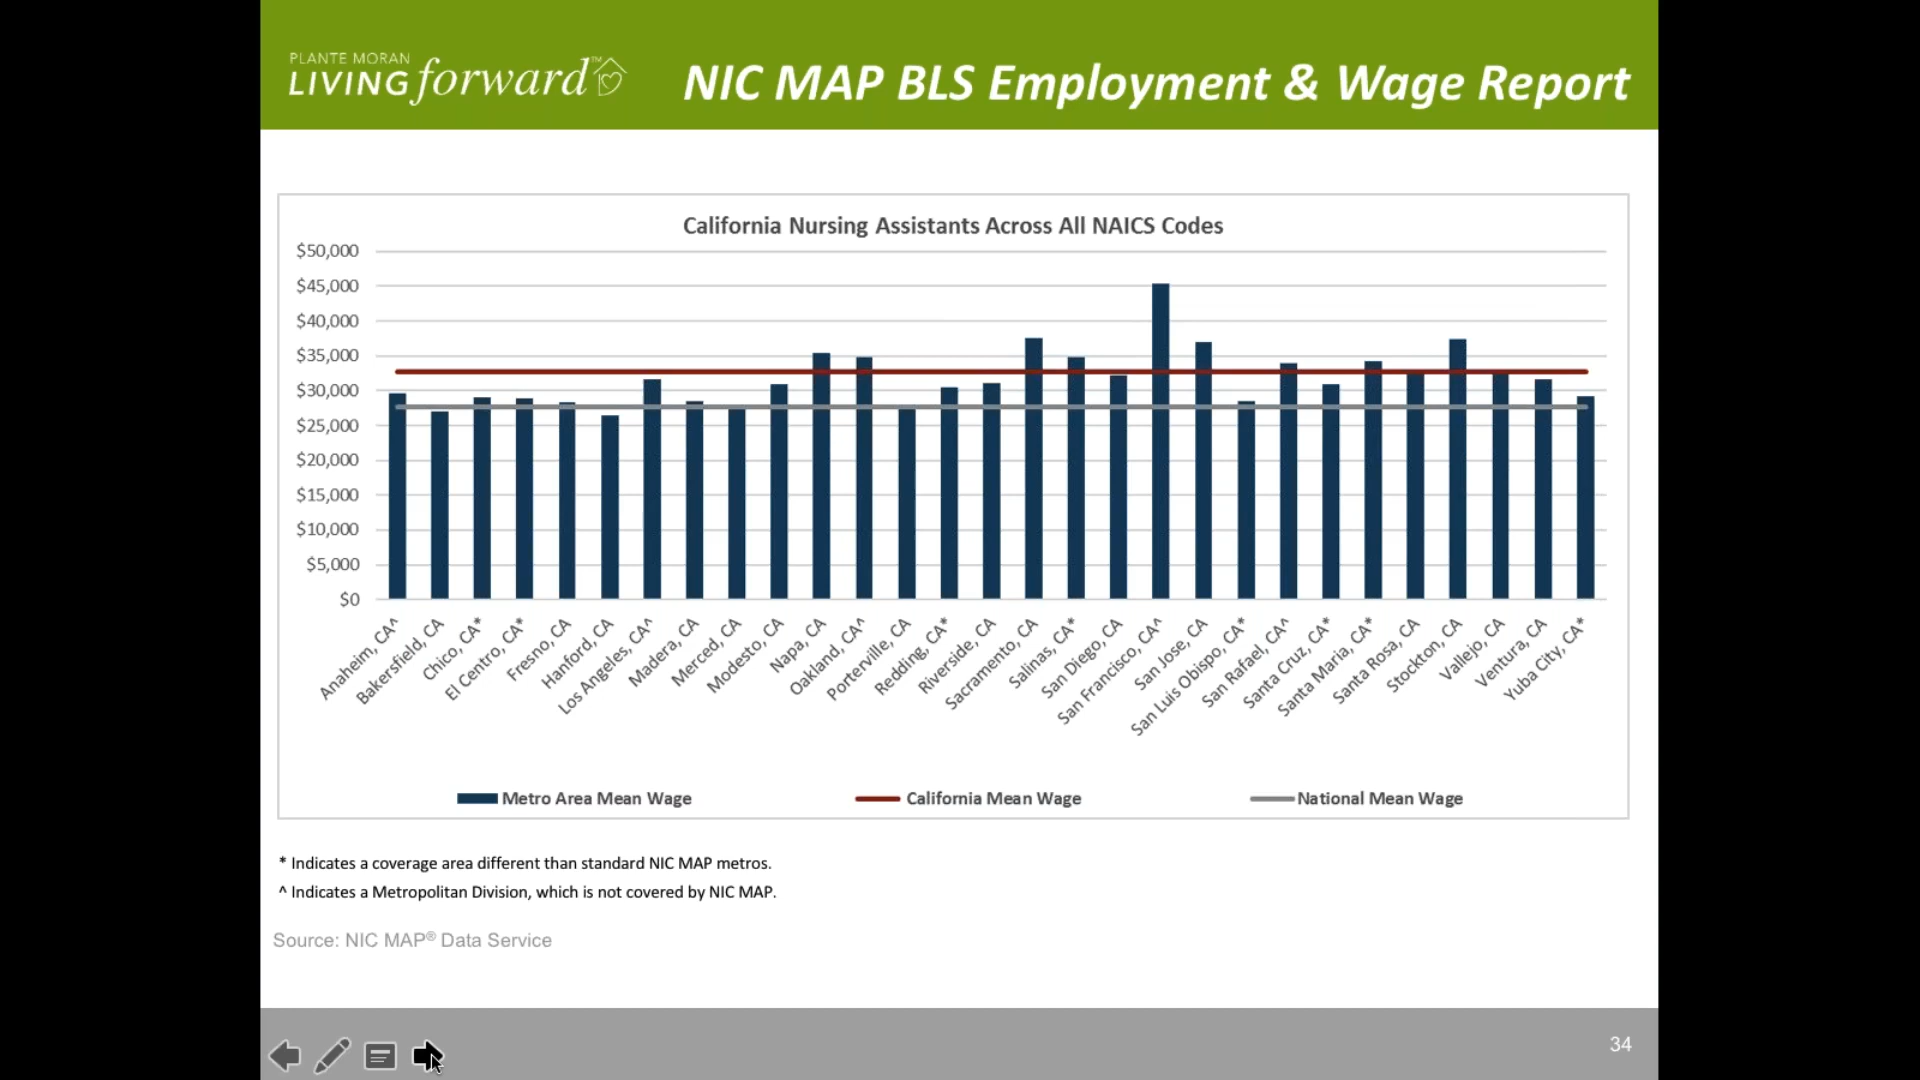 PLANTE MORAN
LIVING forward™
NIC MAP BLS Employment & Wage Report
California Nursing Assistants Across All NAICS Codes
$50,000
$45,000
$40,000
$35,000
$30,000
$25,000
$20,000
$15,000
$10,000
$5,000
$0
Anaheim, CA^
Bakersfield, CA
Chico, CA*
El Centro, CA*
Fresno, CA
Hanford, CA
Los Angeles, CA^
Madera, CA
Merced, CA
Modesto, CA
Napa, CA
Oakland, CA^
Porterville, CA
Redding, CA*
Riverside, CA
Sacramento, CA
Salinas, CA*
San Diego, CA
San Francisco, CA^
San Jose, CA
San Luis Obispo, CA*
San Rafael, CA^
Santa Cruz, CA*
Santa Maria, CA*
Santa Rosa, CA
Stockton, CA
Vallejo, CA
Ventura, CA
Yuba City, CA*
Metro Area Mean Wage
California Mean Wage
National Mean Wage
* Indicates a coverage area different than standard NIC MAP metros.
^ Indicates a Metropolitan Division, which is not covered by NIC MAP.
Source: NIC MAP® Data Service
34